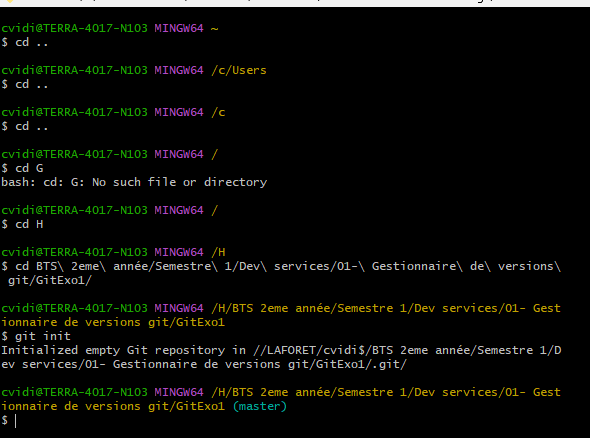 cvidi@TERRA-4017-N103 MINGW64 ~
$ cd ..
cvidi@TERRA-4017-N103 MINGW64 /c/Users
$ cd ..
cvidi@TERRA-4017-N103 MINGW64 /c
$ cd ..
cvidi@TERRA-4017-N103 MINGW64 /
$ cd G
bash: cd: G: No such file or directory
cvidi@TERRA-4017-N103 MINGW64 /
$ cd H
cvidi@TERRA-4017-N103 MINGW64 /H
$ cd BTS\ 2eme\ année/Semestre\ 1/Dev\ services/01-\ Gestionnaire\ de\ versions\
git/GitExo1/
cvidi@TERRA-4017-N103 MINGW64 /H/BTS 2eme année/Semestre 1/Dev services/01- Gest
ionnaire de versions git/GitExo1
$ git init
Initialized empty Git repository in //LAFORET/cvidi$/BTS 2eme année/Semestre 1/D
ev services/01- Gestionnaire de versions git/GitExo1/.git/
cvidi@TERRA-4017-N103 MINGW64 /H/BTS 2eme année/Semestre 1/Dev services/01- Gest
ionnaire de versions git/GitExo1 (master)
$